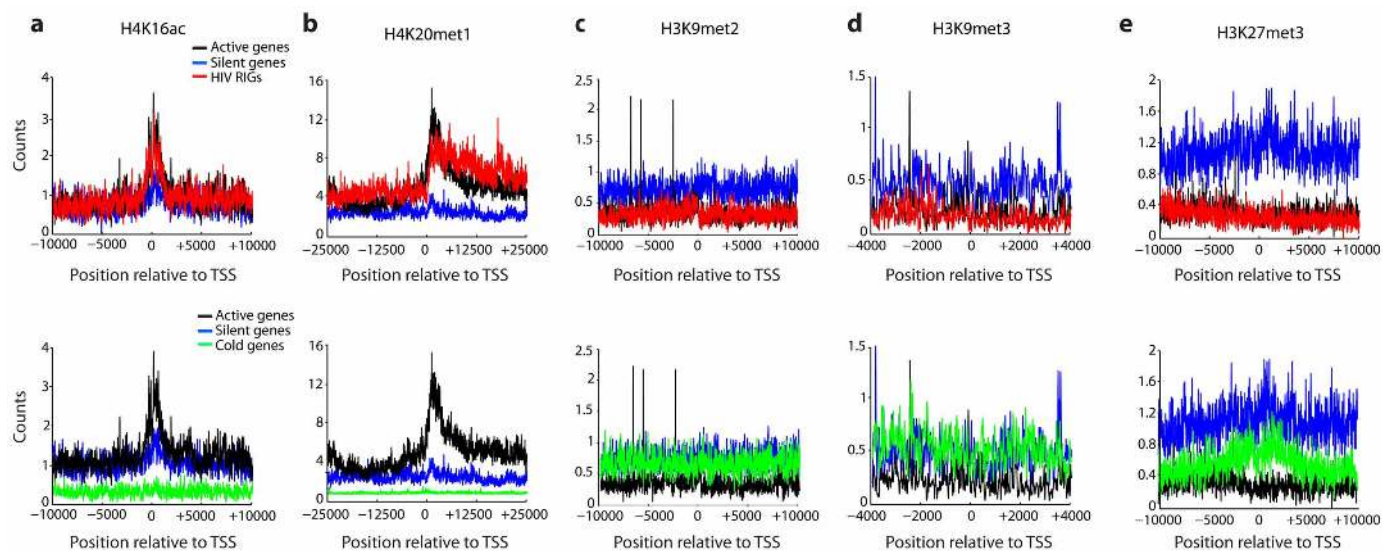 a H4K16ac
Active genes
Silent genes
HIV RIGs
Counts
4
3
2
1
0
−10000 −5000 0 +5000 +10000
Position relative to TSS
b H4K20met1
16
12
8
4
0
−25000 −12500 0 +12500 +25000
Position relative to TSS
c H3K9met2
2.5
2
1.5
1
0.5
0
−10000 −5000 0 +5000 +10000
Position relative to TSS
d H3K9met3
1.5
1
0.5
0
−4000 −2000 0 +2000 +4000
Position relative to TSS
e H3K27met3
2
1.6
1.2
0.8
0.4
0
−10000 −5000 0 +5000 +10000
Position relative to TSS
Active genes
Silent genes
Cold genes
Counts
4
3
2
1
0
−10000 −5000 0 +5000 +10000
Position relative to TSS
16
12
8
4
0
−25000 −12500 0 +12500 +25000
Position relative to TSS
2.5
2
1.5
1
0.5
0
−10000 −5000 0 +5000 +10000
Position relative to TSS
1.5
1
0.5
0
−4000 −2000 0 +2000 +4000
Position relative to TSS
2
1.6
1.2
0.8
0.4
0
−10000 −5000 0 +5000 +10000
Position relative to TSS